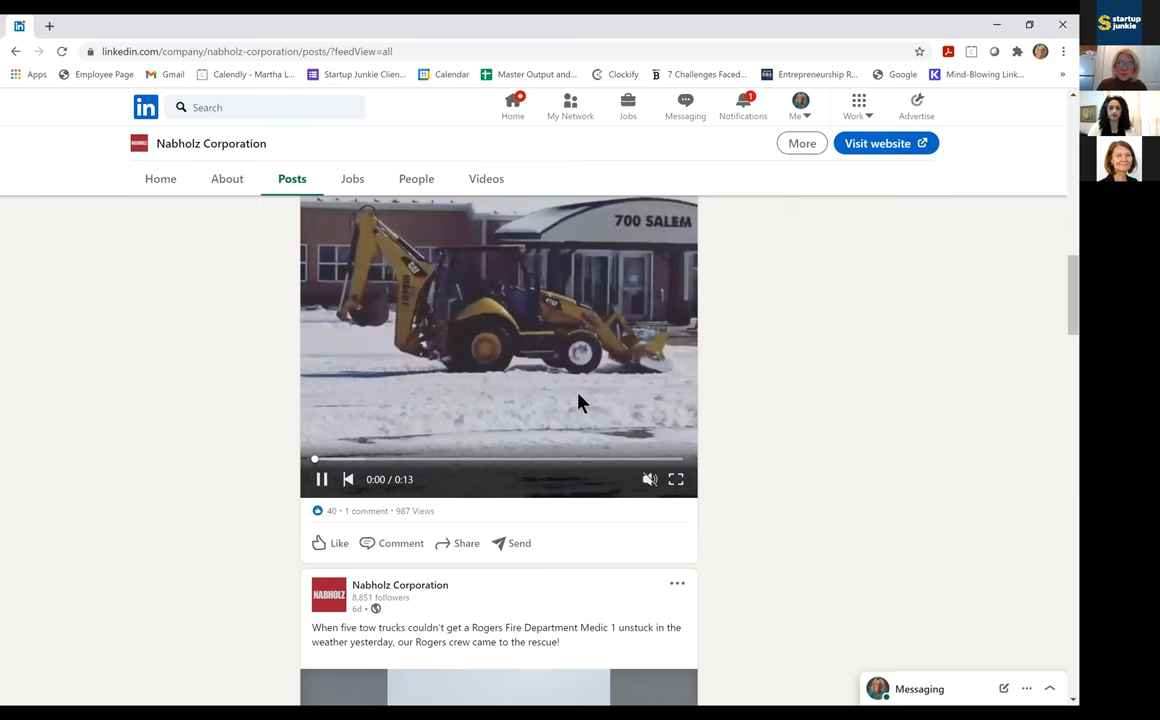 startup
junkie
linkedin.com/company/nabholz-corporation/posts/?feedView=all
Apps Employee Page Gmail Calendly - Martha L... Startup Junkie Clien... Calendar Master Output and... Clockify 7 Challenges Faced... Entrepreneurship R... Google Mind-Blowing Link... »
in Search
Home My Network Jobs Messaging Notifications 1 Me Work Advertise
NABHOLZ Nabholz Corporation More Visit website
Home About Posts Jobs People Videos
700 SALEM
CAT
416F
0:00 / 0:13
40 • 1 comment • 987 Views
Like Comment Share Send
NABHOLZ
Nabholz Corporation
8,851 followers
6d •
When five tow trucks couldn't get a Rogers Fire Department Medic 1 unstuck in the
weather yesterday, our Rogers crew came to the rescue!
Messaging